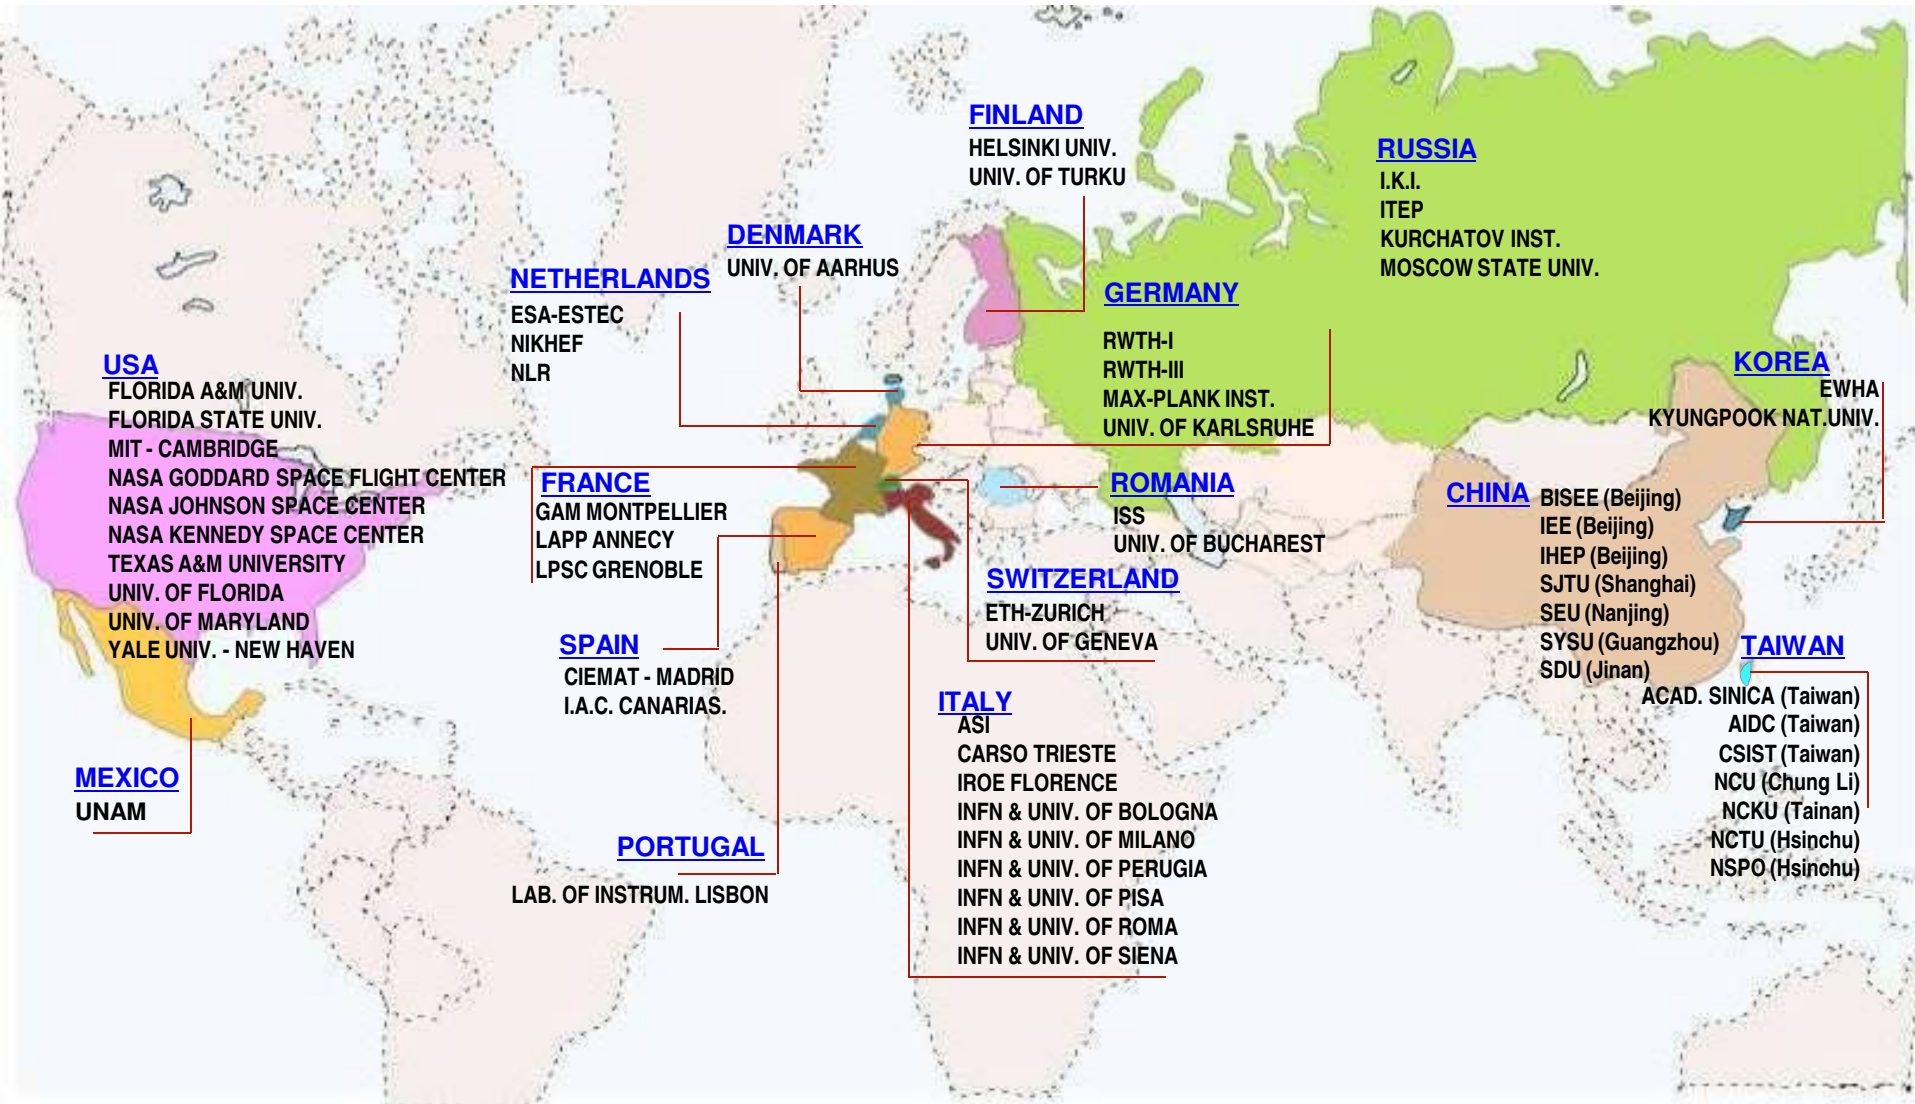 FINLAND
HELSINKI UNIV.
UNIV. OF TURKU
RUSSIA
I.K.I.
ITEP
KURCHATOV INST.
MOSCOW STATE UNIV.
DENMARK
UNIV. OF AARHUS
NETHERLANDS
ESA-ESTEC
NIKHEF
NLR
GERMANY
RWTH-I
RWTH-III
MAX-PLANK INST.
UNIV. OF KARLSRUHE
USA
FLORIDA A&M UNIV.
FLORIDA STATE UNIV.
MIT - CAMBRIDGE
NASA GODDARD SPACE FLIGHT CENTER
NASA JOHNSON SPACE CENTER
NASA KENNEDY SPACE CENTER
TEXAS A&M UNIVERSITY
UNIV. OF FLORIDA
UNIV. OF MARYLAND
YALE UNIV. - NEW HAVEN
KOREA
EWHA
KYUNGPOOK NAT.UNIV.
FRANCE
GAM MONTPELLIER
LAPP ANNECY
LPSC GRENOBLE
ROMANIA
ISS
UNIV. OF BUCHAREST
CHINA
BISEE (Beijing)
IEE (Beijing)
IHEP (Beijing)
SJTU (Shanghai)
SEU (Nanjing)
SYSU (Guangzhou)
SDU (Jinan)
SWITZERLAND
ETH-ZURICH
UNIV. OF GENEVA
SPAIN
CIEMAT - MADRID
I.A.C. CANARIAS.
TAIWAN
ACAD. SINICA (Taiwan)
AIDC (Taiwan)
CSIST (Taiwan)
NCU (Chung Li)
NCKU (Tainan)
NCTU (Hsinchu)
NSPO (Hsinchu)
ITALY
ASI
CARSO TRIESTE
IROE FLORENCE
INFN & UNIV. OF BOLOGNA
INFN & UNIV. OF MILANO
INFN & UNIV. OF PERUGIA
INFN & UNIV. OF PISA
INFN & UNIV. OF ROMA
INFN & UNIV. OF SIENA
MEXICO
UNAM
PORTUGAL
LAB. OF INSTRUM. LISBON